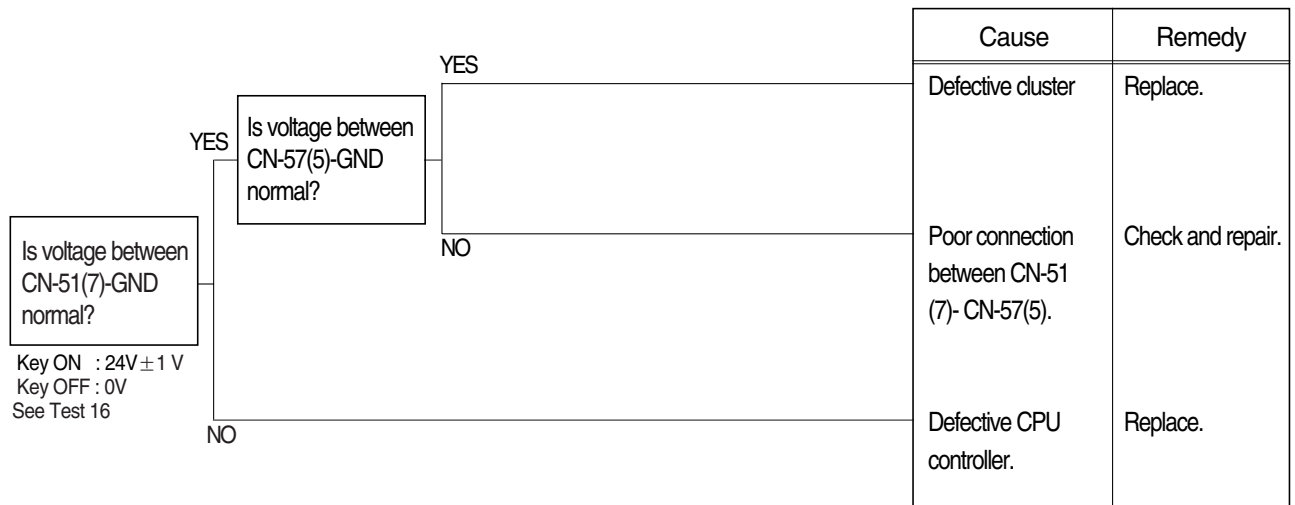 Cause
Remedy
YES
Defective cluster
Replace.
YES
Is voltage between
CN-57(5)-GND
normal?
NO
Poor connection
between CN-51
(7)- CN-57(5).
Check and repair.
Is voltage between
CN-51(7)-GND
normal?
Key ON : 24V±1 V
Key OFF : 0V
See Test 16
NO
Defective CPU
controller.
Replace.